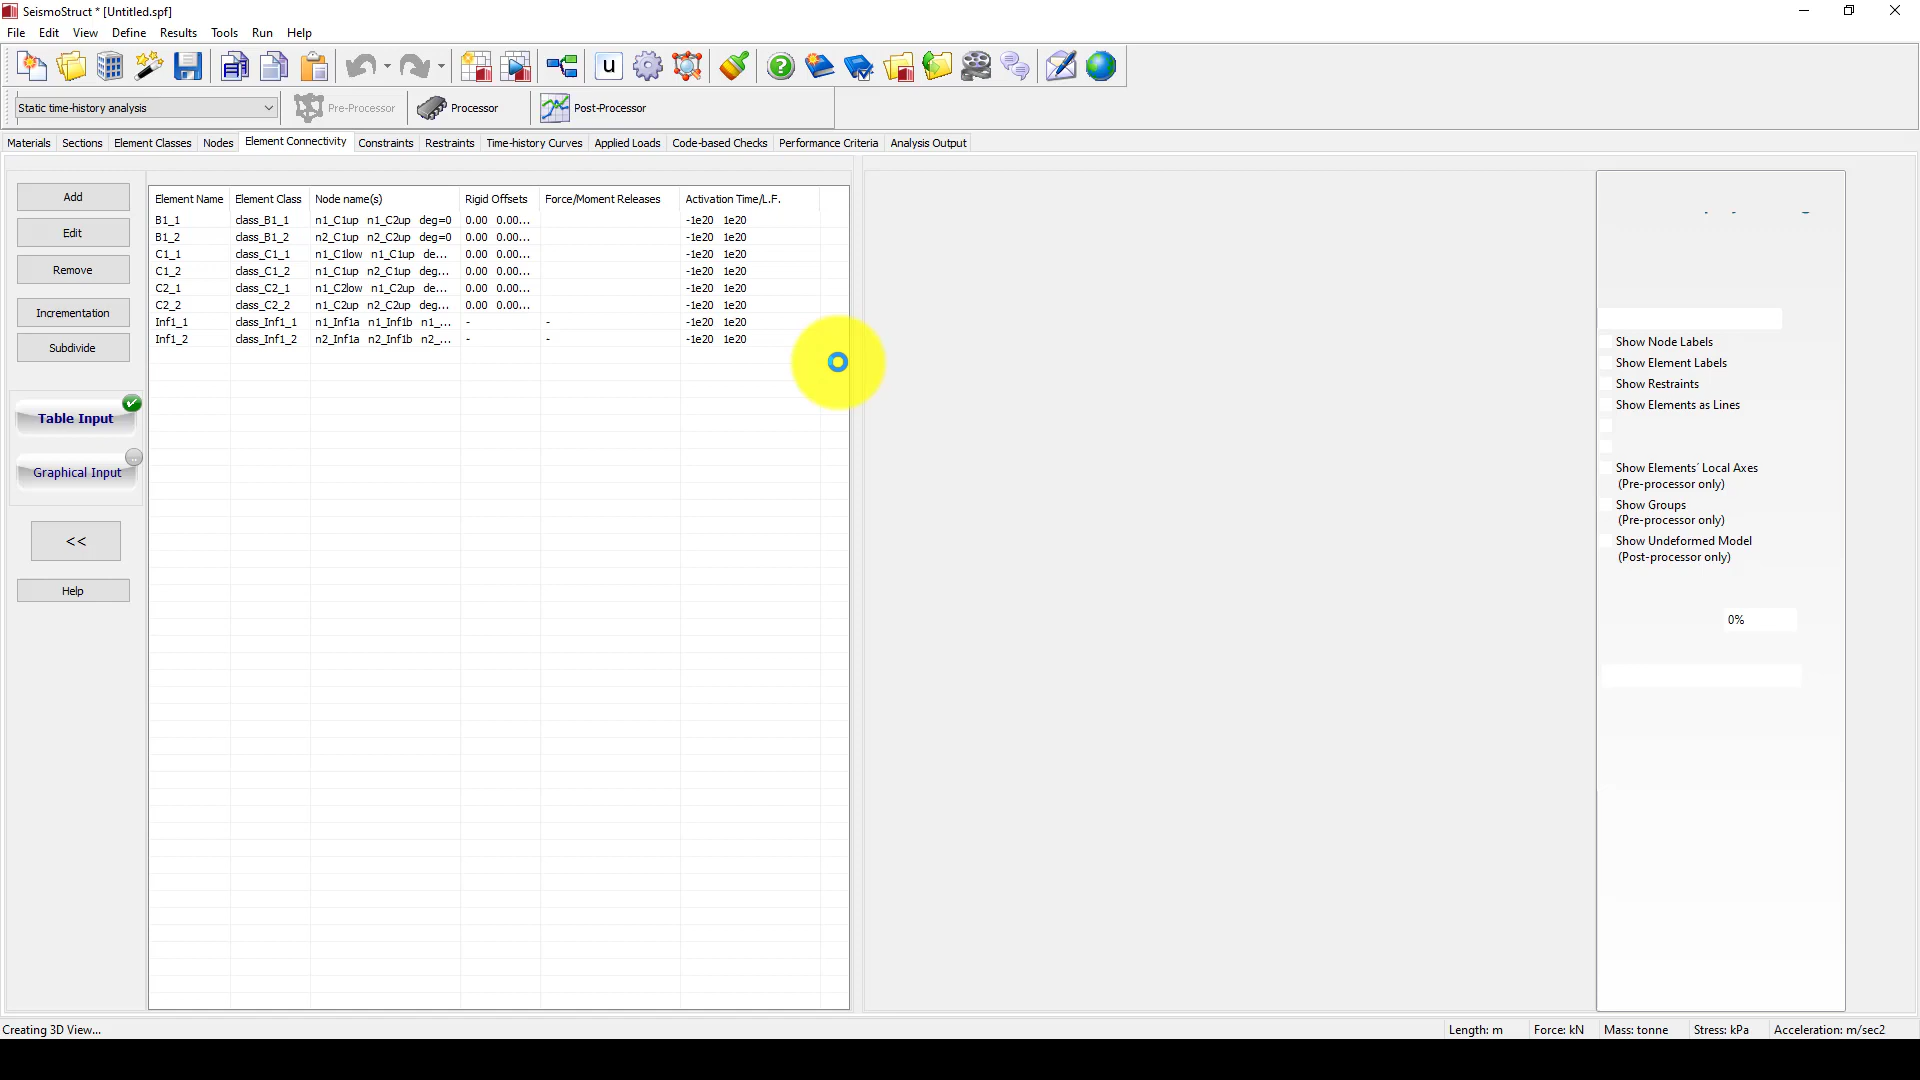 SeismoStruct * [Untitled.spf]
File Edit View Define Results Tools Run Help
u
Static time-history analysis Pre-Processor Processor Post-Processor
Materials Sections Element Classes Nodes Element Connectivity Constraints Restraints Time-history Curves Applied Loads Code-based Checks Performance Criteria Analysis Output
Add
Edit
Remove
Incrementation
Subdivide
Table Input
Graphical Input
<<
Help
Element Name Element Class Node name(s) Rigid Offsets Force/Moment Releases Activation Time/L.F.
B1_1 class_B1_1 n1_C1up n1_C2up deg=0 0.00 0.00... -1e20 1e20
B1_2 class_B1_2 n2_C1up n2_C2up deg=0 0.00 0.00... -1e20 1e20
C1_1 class_C1_1 n1_C1low n1_C1up de... 0.00 0.00... -1e20 1e20
C1_2 class_C1_2 n1_C1up n2_C1up deg... 0.00 0.00... -1e20 1e20
C2_1 class_C2_1 n1_C2low n1_C2up de... 0.00 0.00... -1e20 1e20
C2_2 class_C2_2 n1_C2up n2_C2up deg... 0.00 0.00... -1e20 1e20
Inf1_1 class_Inf1_1 n1_Inf1a n1_Inf1b n1_... - - -1e20 1e20
Inf1_2 class_Inf1_2 n2_Inf1a n2_Inf1b n2_... - - -1e20 1e20
Show Node Labels
Show Element Labels
Show Restraints
Show Elements as Lines
Show Elements´ Local Axes
(Pre-processor only)
Show Groups
(Pre-processor only)
Show Undeformed Model
(Post-processor only)
0%
Creating 3D View... Length: m Force: kN Mass: tonne Stress: kPa Acceleration: m/sec2